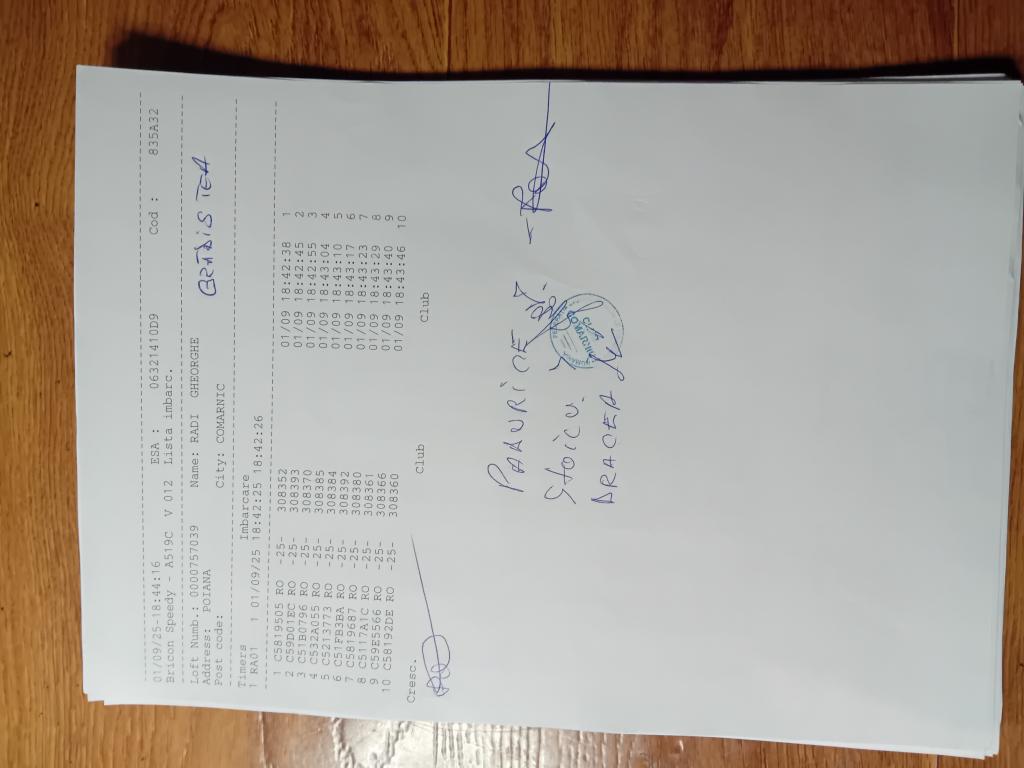 01/09/25-18:44:16 ESA : 06321410D9 Cod : 835A32
Bricon Speedy - A519C V 012 Lista imbarc.
Loft Numb.: 0000757039 Name: RADI GHEORGHE
Address: POIANA
Post code: City: COMARNIC
Timers Imbarcare
1 RA01 1 01/09/25 18:42:25 18:42:26
1 C5819505 RO -25- 308352 01/09 18:42:38 1
2 C59D01EC RO -25- 308393 01/09 18:42:45 2
3 C51B0796 RO -25- 308370 01/09 18:42:55 3
4 C532A055 RO -25- 308385 01/09 18:43:04 4
5 C5213773 RO -25- 308384 01/09 18:43:10 5
6 C51FB3BA RO -25- 308392 01/09 18:43:17 6
7 C5819687 RO -25- 308380 01/09 18:43:23 7
8 C5117A1C RO -25- 308361 01/09 18:43:29 8
9 C59E5566 RO -25- 308366 01/09 18:43:40 9
10 C58192DE RO -25- 308360 01/09 18:43:46 10
Cresc. Club Club
Stoicu